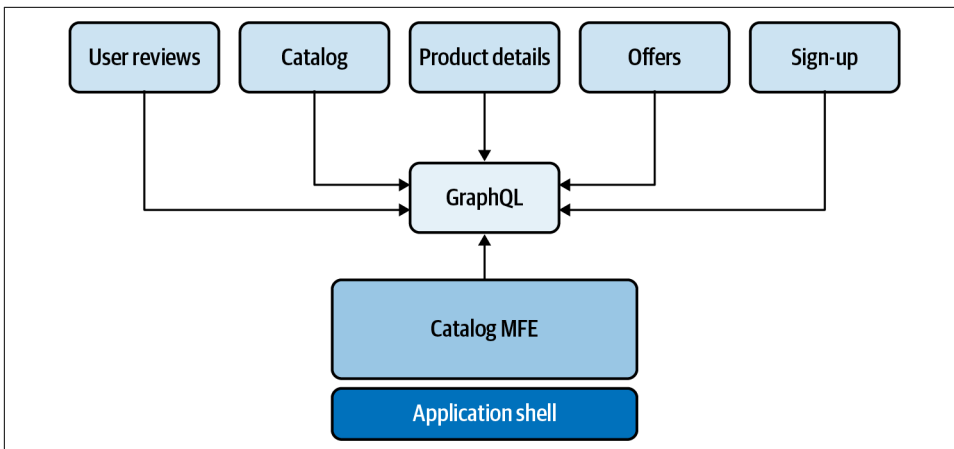 User reviews
Catalog
Product details
Offers
Sign-up
GraphQL
Catalog MFE
Application shell